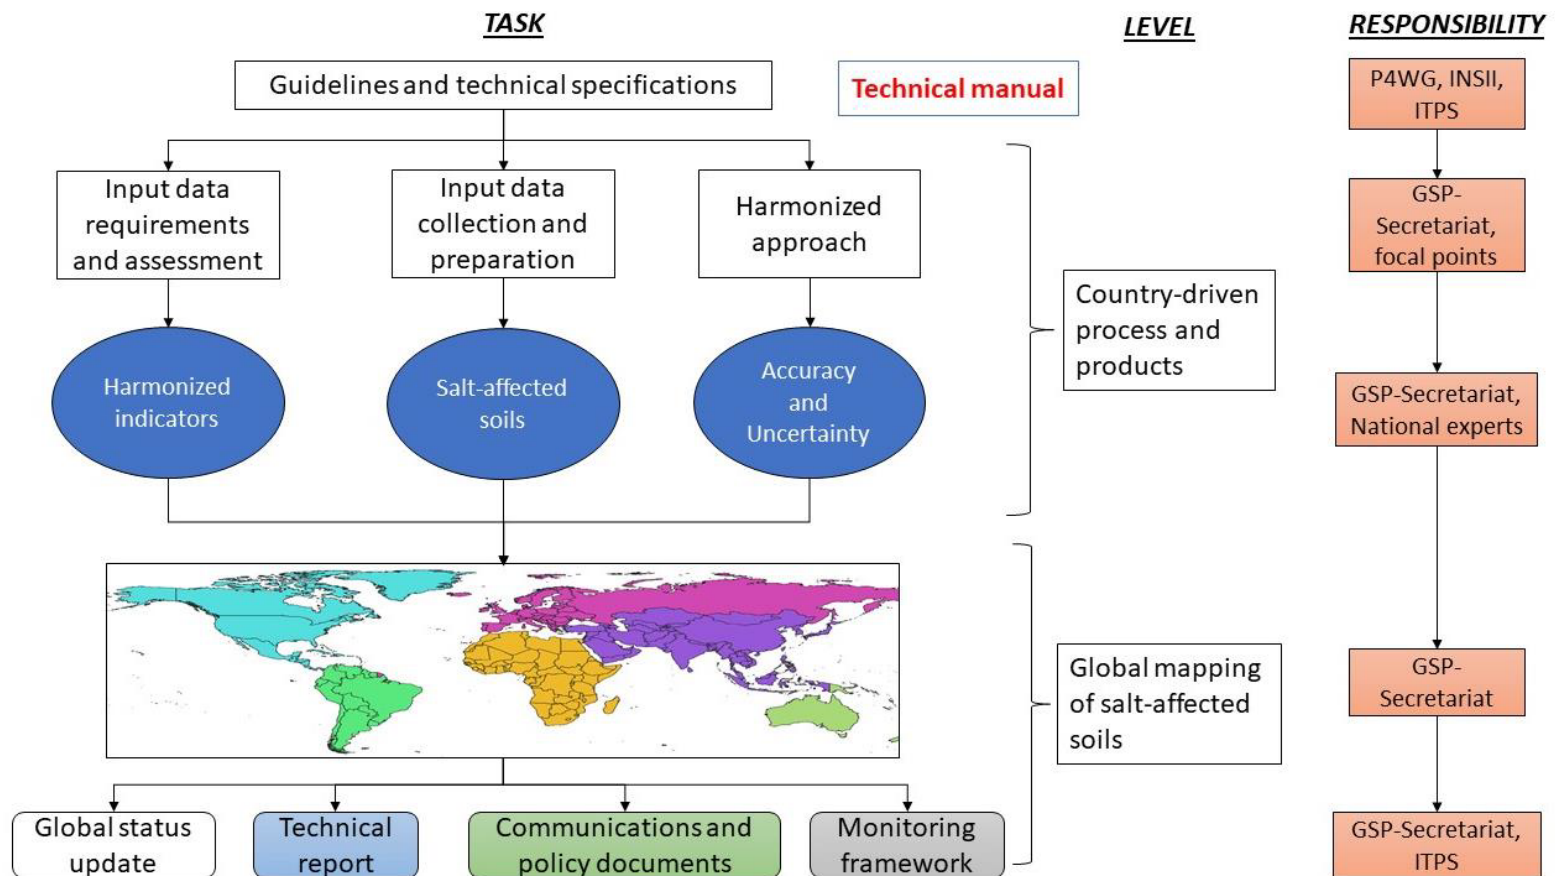 TASK
LEVEL
RESPONSIBILITY
Guidelines and technical specifications
Technical manual
P4WG, INSII,
ITPS
Input data
requirements
and assessment
Input data
collection and
preparation
Harmonized
approach
GSP-
Secretariat,
focal points
Country-driven
process and
products
Harmonized
indicators
Salt-affected
soils
Accuracy
and
Uncertainty
GSP-Secretariat,
National experts
Global mapping
of salt-affected
soils
GSP-
Secretariat
Global status
update
Technical
report
Communications and
policy documents
Monitoring
framework
GSP-Secretariat,
ITPS